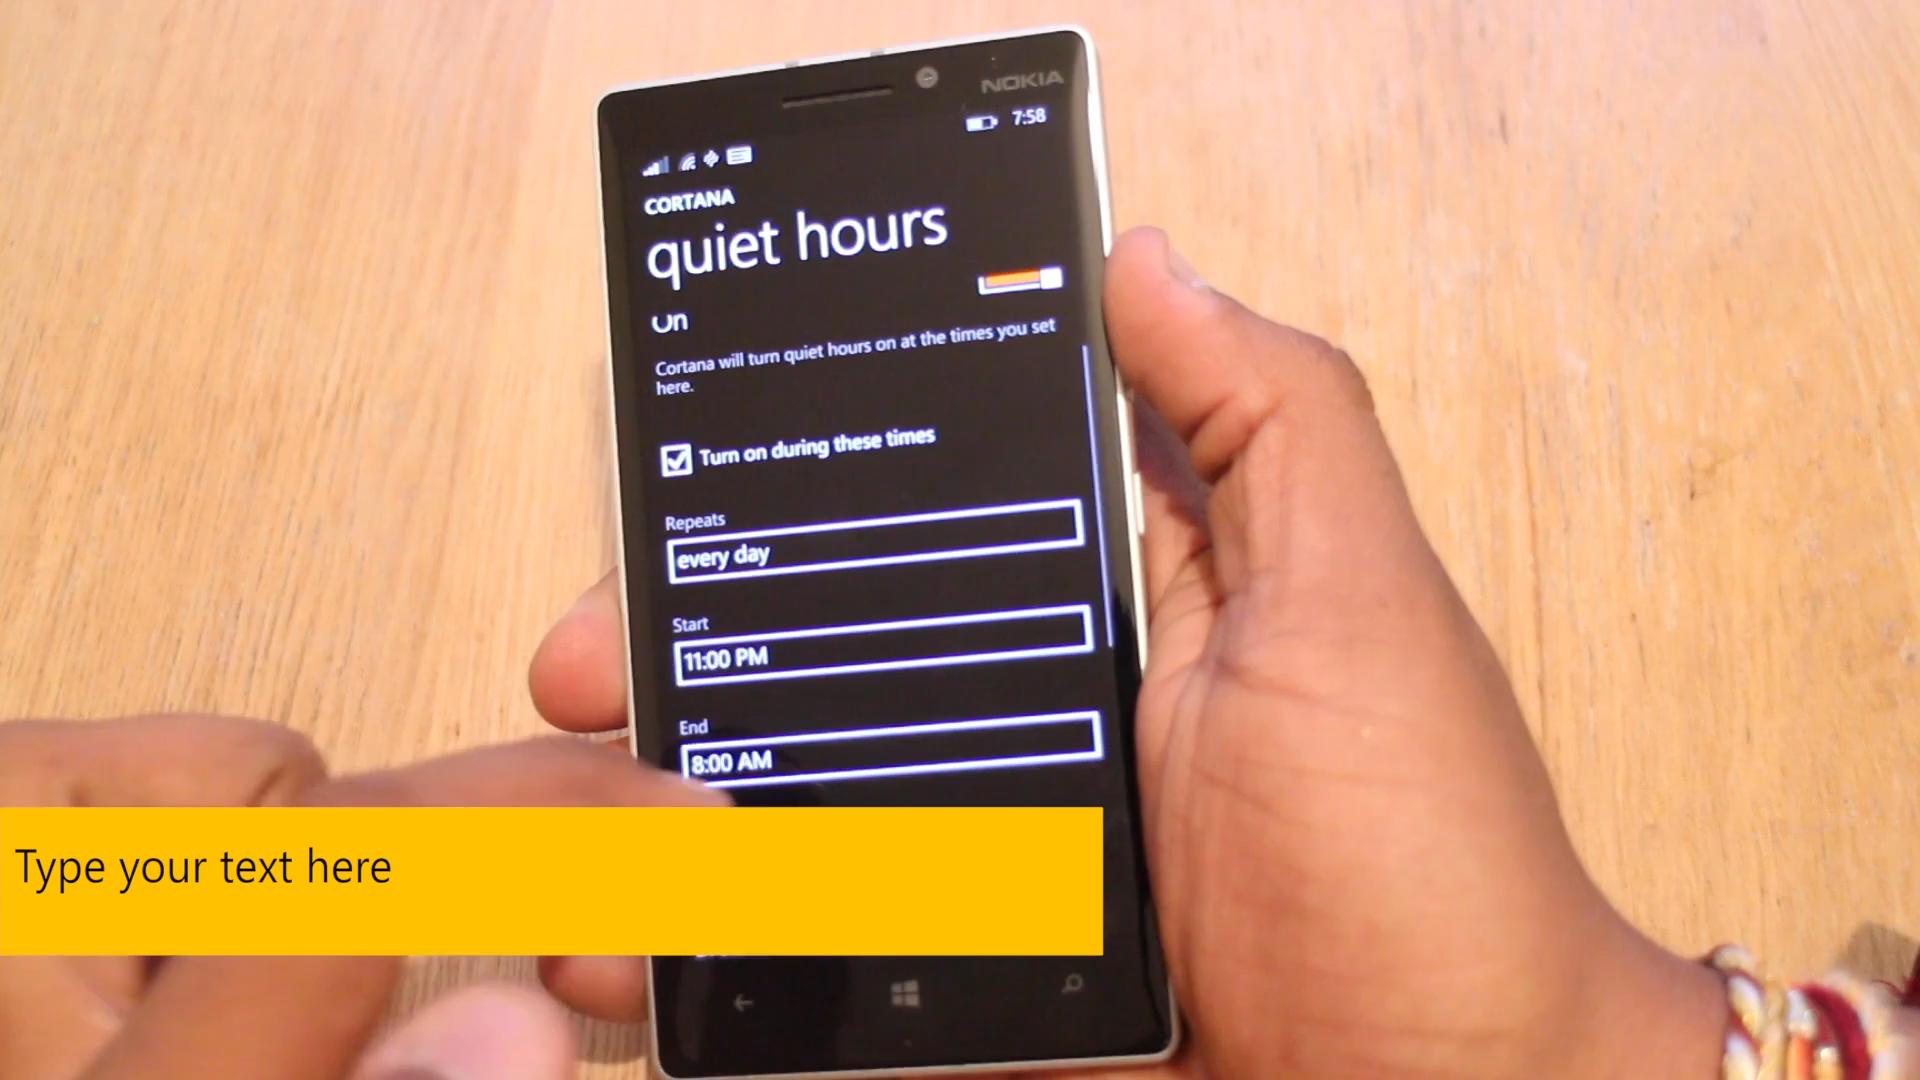 NOKIA
7:58
CORTANA
quiet hours
On
Cortana will turn quiet hours on at the times you set
here.
Turn on during these times
Repeats
every day
Start
11:00 PM
End
8:00 AM
Type your text here